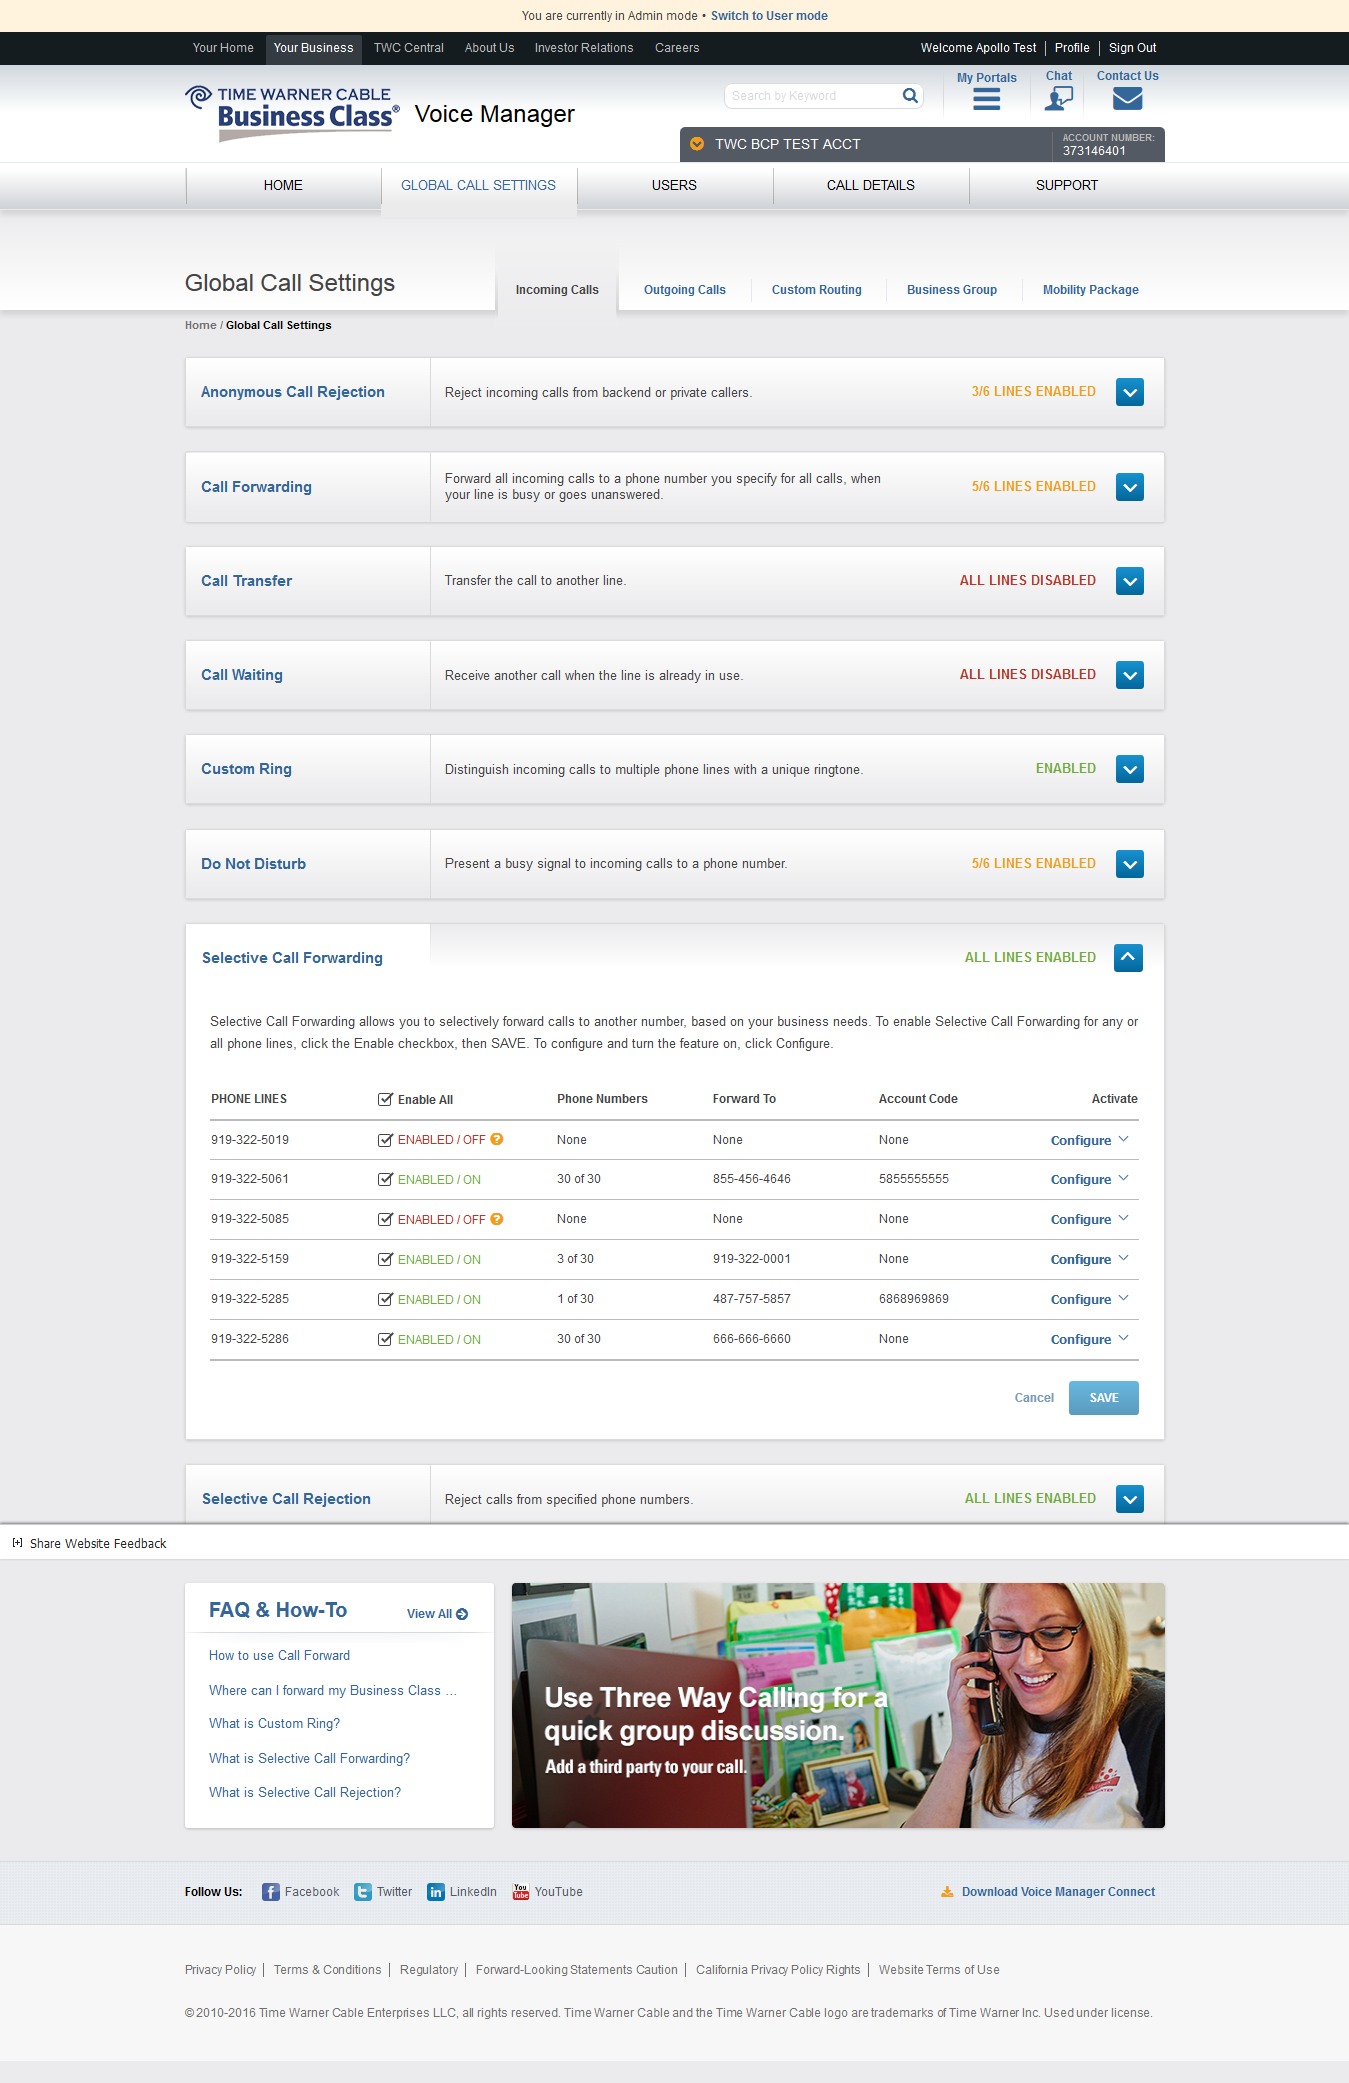 You are currently in Admin mode • Switch to User mode
Your Home Your Business TWC Central About Us Investor Relations Careers Welcome Apollo Test Profile Sign Out
TIME WARNER CABLE
Business Class® Voice Manager
Search by Keyword
My Portals Chat Contact Us
TWC BCP TEST ACCT
ACCOUNT NUMBER:
373146401
HOME GLOBAL CALL SETTINGS USERS CALL DETAILS SUPPORT
Global Call Settings
Incoming Calls Outgoing Calls Custom Routing Business Group Mobility Package
Home / Global Call Settings
Anonymous Call Rejection Reject incoming calls from backend or private callers. 3/6 LINES ENABLED
Call Forwarding Forward all incoming calls to a phone number you specify for all calls, when
your line is busy or goes unanswered. 5/6 LINES ENABLED
Call Transfer Transfer the call to another line. ALL LINES DISABLED
Call Waiting Receive another call when the line is already in use. ALL LINES DISABLED
Custom Ring Distinguish incoming calls to multiple phone lines with a unique ringtone. ENABLED
Do Not Disturb Present a busy signal to incoming calls to a phone number. 5/6 LINES ENABLED
Selective Call Forwarding ALL LINES ENABLED
Selective Call Forwarding allows you to selectively forward calls to another number, based on your business needs. To enable Selective Call Forwarding for any or
all phone lines, click the Enable checkbox, then SAVE. To configure and turn the feature on, click Configure.
PHONE LINES Enable All Phone Numbers Forward To Account Code Activate
919-322-5019 ENABLED / OFF ? None None None Configure
919-322-5061 ENABLED / ON 30 of 30 855-456-4646 5855555555 Configure
919-322-5085 ENABLED / OFF ? None None None Configure
919-322-5159 ENABLED / ON 3 of 30 919-322-0001 None Configure
919-322-5285 ENABLED / ON 1 of 30 487-757-5857 6868969869 Configure
919-322-5286 ENABLED / ON 30 of 30 666-666-6660 None Configure
Cancel SAVE
Selective Call Rejection Reject calls from specified phone numbers. ALL LINES ENABLED
[+] Share Website Feedback
FAQ & How-To View All
How to use Call Forward
Where can I forward my Business Class ...
What is Custom Ring?
What is Selective Call Forwarding?
What is Selective Call Rejection?
Use Three Way Calling for a
quick group discussion.
Add a third party to your call.
Follow Us: f Facebook t Twitter in LinkedIn You Tube YouTube Download Voice Manager Connect
Privacy Policy Terms & Conditions Regulatory Forward-Looking Statements Caution California Privacy Policy Rights Website Terms of Use
© 2010-2016 Time Warner Cable Enterprises LLC, all rights reserved. Time Warner Cable and the Time Warner Cable logo are trademarks of Time Warner Inc. Used under license.